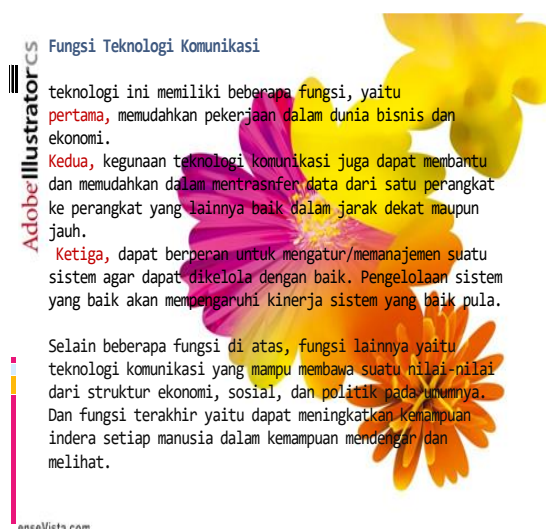 Fungsi Teknologi Komunikasi
teknologi ini memiliki beberapa fungsi, yaitu
pertama, memudahkan pekerjaan dalam dunia bisnis dan
ekonomi.
Kedua, kegunaan teknologi komunikasi juga dapat membantu
dan memudahkan dalam mentrasnfer data dari satu perangkat
ke perangkat yang lainnya baik dalam jarak dekat maupun
jauh.
Ketiga, dapat berperan untuk mengatur/memanajemen suatu
sistem agar dapat dikelola dengan baik. Pengelolaan sistem
yang baik akan mempengaruhi kinerja sistem yang baik pula.
Selain beberapa fungsi di atas, fungsi lainnya yaitu
teknologi komunikasi yang mampu membawa suatu nilai-nilai
dari struktur ekonomi, sosial, dan politik pada umumnya.
Dan fungsi terakhir yaitu dapat meningkatkan kemampuan
indera setiap manusia dalam kemampuan mendengar dan
melihat.
AdobeIllustratorcs